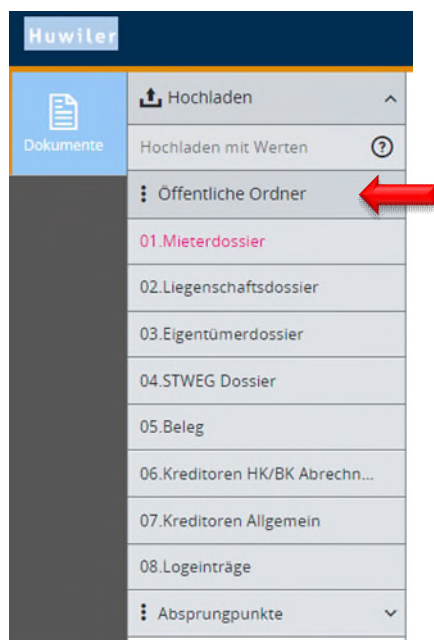 Huwiler
Dokumente
Hochladen
Hochladen mit Werten
Öffentliche Ordner
01.Mieterdossier
02.Liegenschaftsdossier
03.Eigentümerdossier
04.STWEG Dossier
05.Beleg
06.Kreditoren HK/BK Abrechn...
07.Kreditoren Allgemein
08.Logeinträge
Absprungpunkte